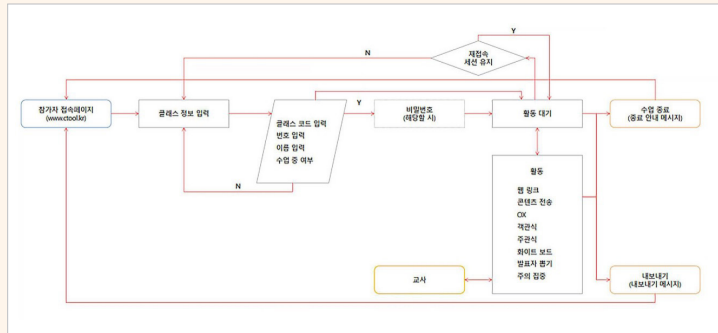 Y
재접속
세션 유지
N
참가자 접속페이지
(www.ctool.kr)
클래스 정보 입력
클래스 코드 입력
번호 입력
이름 입력
수업 중 여부
Y
N
비밀번호
(해당할 시)
활동 대기
수업 종료
(종료 안내 메시지)
활동
웹 링크
콘텐츠 전송
OX
객관식
주관식
화이트 보드
발표자 뽑기
주의 집중
교사
내보내기
(내보내기 메시지)